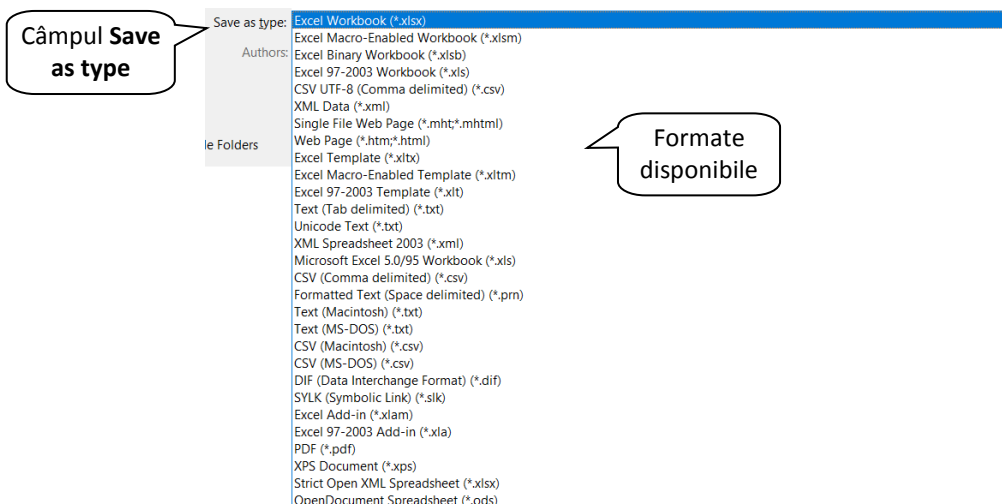 Câmpul Save
as type
Save as type: Excel Workbook (*.xlsx)
Excel Macro-Enabled Workbook (*.xlsm)
Authors: Excel Binary Workbook (*.xlsb)
Excel 97-2003 Workbook (*.xls)
CSV UTF-8 (Comma delimited) (*.csv)
XML Data (*.xml)
Single File Web Page (*.mht;*.mhtml)
le Folders Web Page (*.htm;*.html)
Formate
disponibile
Excel Template (*.xltx)
Excel Macro-Enabled Template (*.xltm)
Excel 97-2003 Template (*.xlt)
Text (Tab delimited) (*.txt)
Unicode Text (*.txt)
XML Spreadsheet 2003 (*.xml)
Microsoft Excel 5.0/95 Workbook (*.xls)
CSV (Comma delimited) (*.csv)
Formatted Text (Space delimited) (*.prn)
Text (Macintosh) (*.txt)
Text (MS-DOS) (*.txt)
CSV (Macintosh) (*.csv)
CSV (MS-DOS) (*.csv)
DIF (Data Interchange Format) (*.dif)
SYLK (Symbolic Link) (*.slk)
Excel Add-in (*.xlam)
Excel 97-2003 Add-in (*.xla)
PDF (*.pdf)
XPS Document (*.xps)
Strict Open XML Spreadsheet (*.xlsx)
OpenDocument Spreadsheet (*.ods)